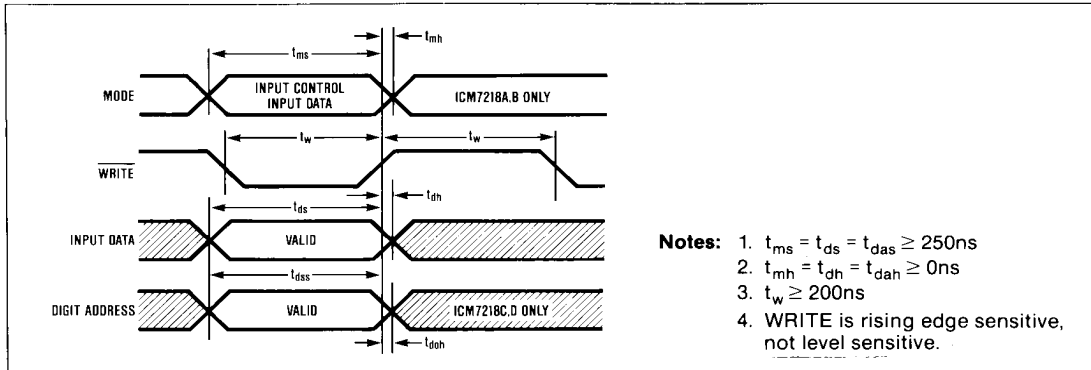 tmh
tms
MODE
INPUT CONTROL
INPUT DATA
ICM7218A,B ONLY
tw
tw
WRITE
tdh
tds
INPUT DATA
VALID
tdss
DIGIT ADDRESS
VALID
ICM7218C,D ONLY
tdoh
Notes: 1. tms = tds = tdas ≥ 250ns
2. tmh = tdh = tdah ≥ 0ns
3. tw ≥ 200ns
4. WRITE is rising edge sensitive,
not level sensitive.